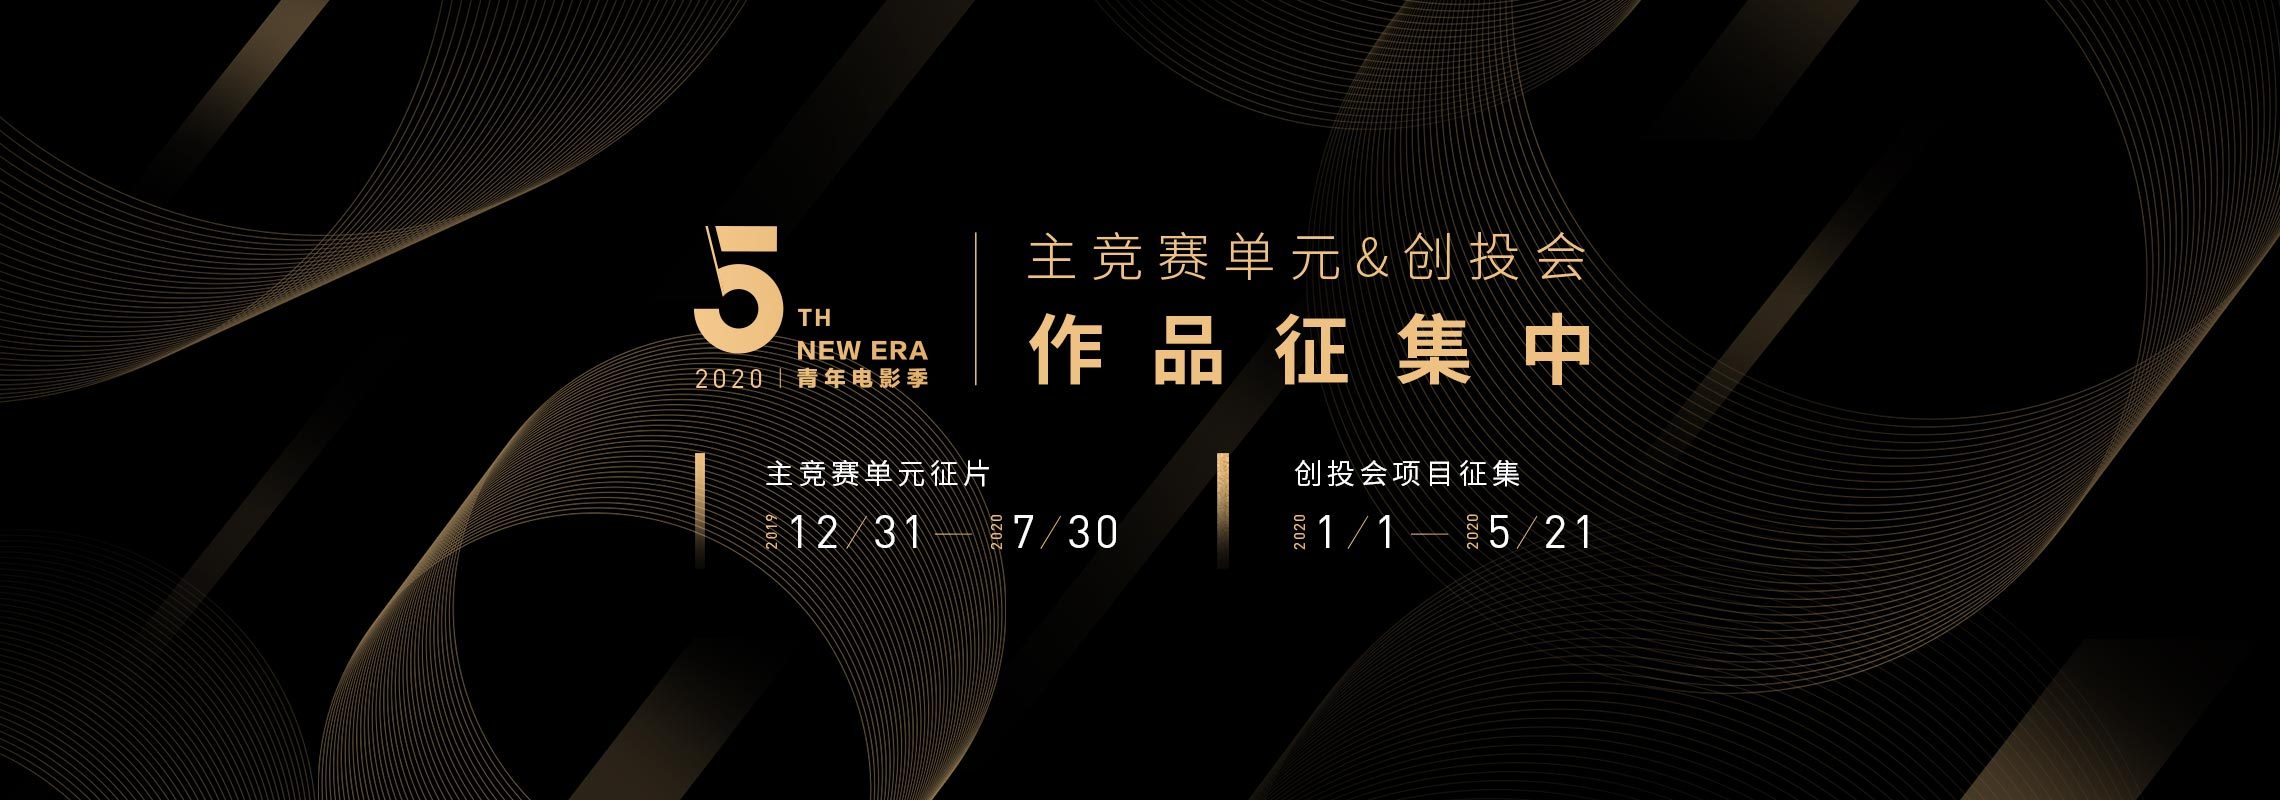 5
TH
NEW ERA
2020 | 青年电影季
主竞赛单元&创投会
作品征集中
主竞赛单元征片
2019 12/31 — 2020 7/30
创投会项目征集
2020 1/1 — 2020 5/21